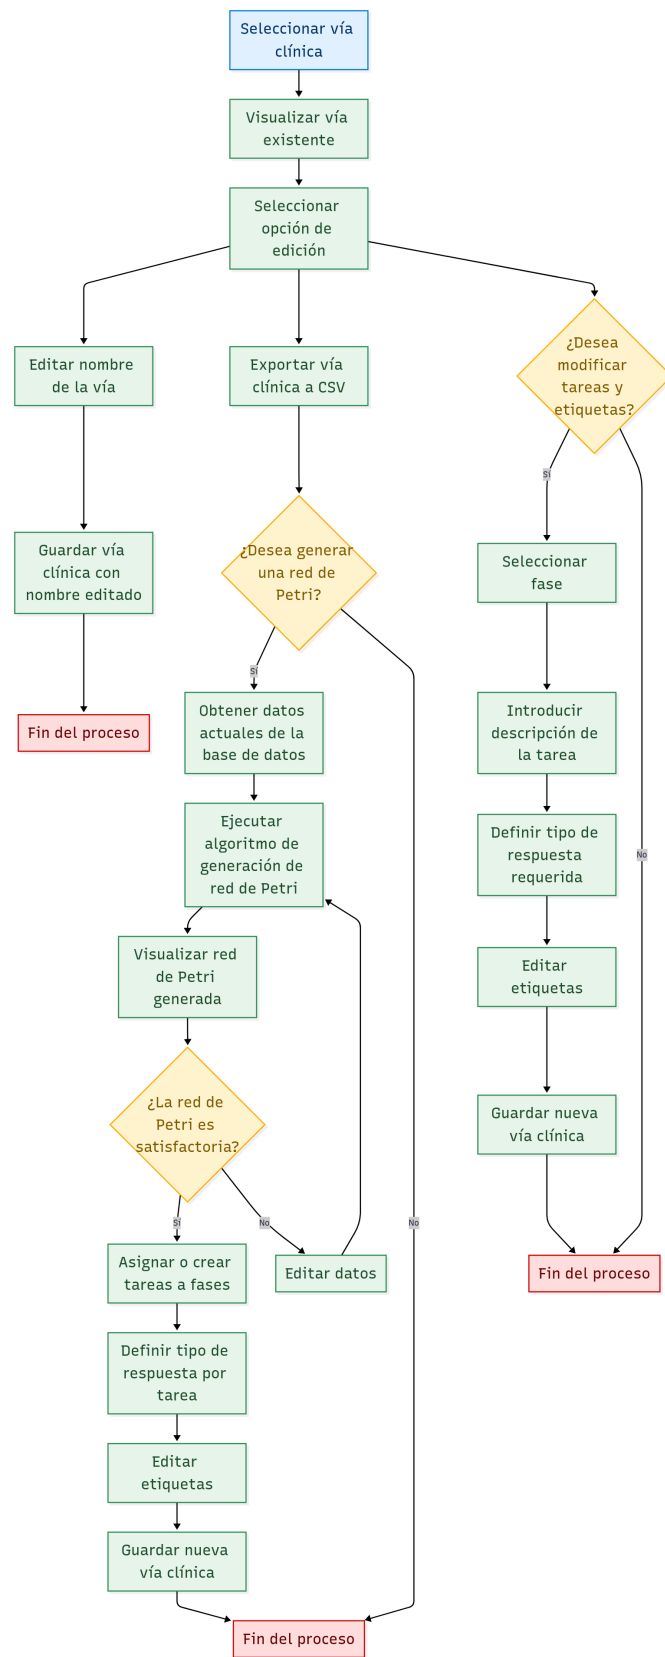 Seleccionar vía
clínica
Visualizar vía
existente
Seleccionar
opción de
edición
Editar nombre
de la vía
Exportar vía
clínica a CSV
¿Desea
modificar
tareas y
etiquetas?
Sí
Guardar vía
clínica con
nombre editado
¿Desea generar
una red de
Petri?
Seleccionar
fase
Sí
Fin del proceso
Obtener datos
actuales de la
base de datos
Introducir
descripción de
la tarea
Ejecutar
algoritmo de
generación de
red de Petri
Definir tipo de
respuesta
requerida
No
Visualizar red
de Petri
generada
Editar
etiquetas
¿La red de
Petri es
satisfactoria?
Guardar nueva
vía clínica
Sí
No
No
Asignar o crear
tareas a fases
Editar datos
Fin del proceso
Definir tipo de
respuesta por
tarea
Editar
etiquetas
Guardar nueva
vía clínica
Fin del proceso